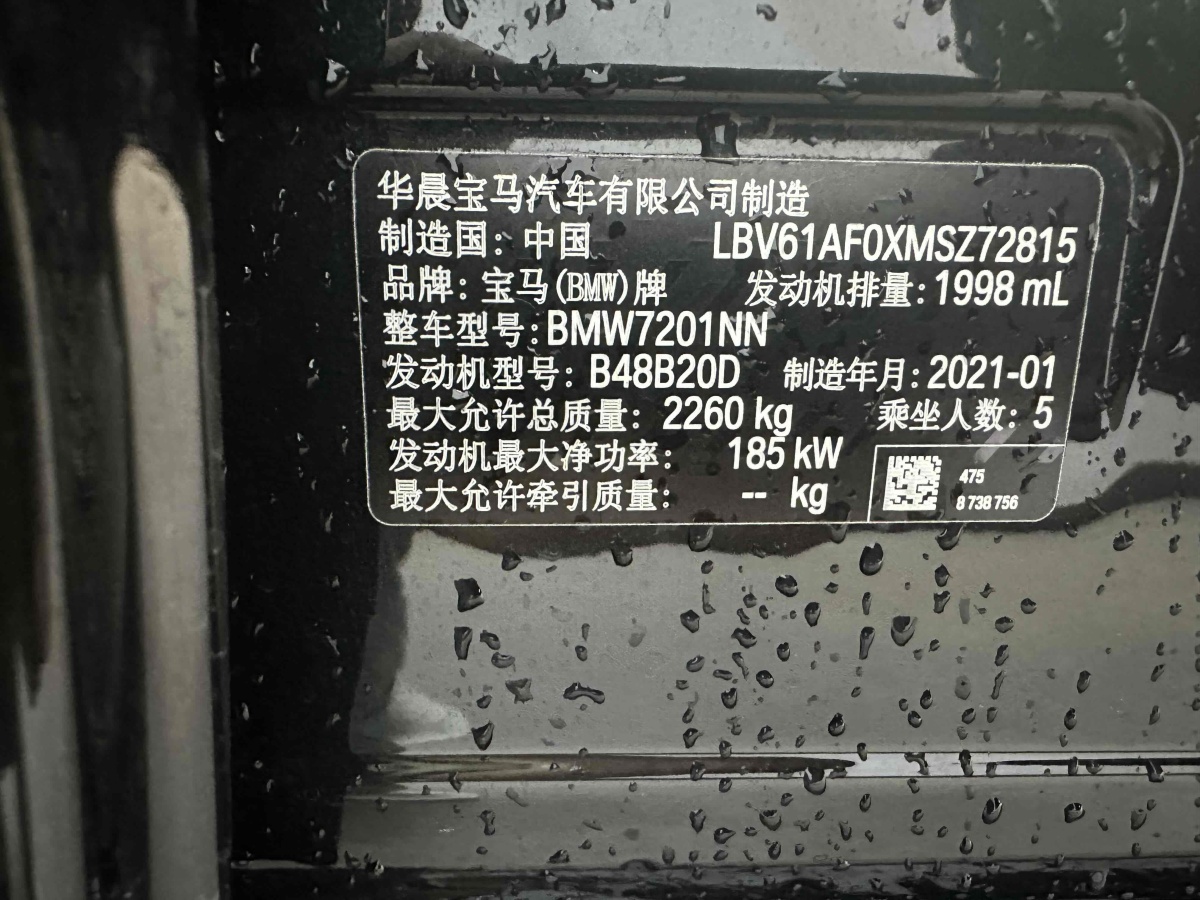 华晨宝马汽车有限公司制造
制造国：中国 LBV61AF0XMSZ72815
品牌：宝马(BMW)牌 发动机排量：1998 mL
整车型号：BMW7201NN
发动机型号：B48B20D 制造年月：2021-01
最大允许总质量：2260 kg 乘坐人数：5
发动机最大净功率：185 kW
最大允许牵引质量：-- kg
475
8 738 756